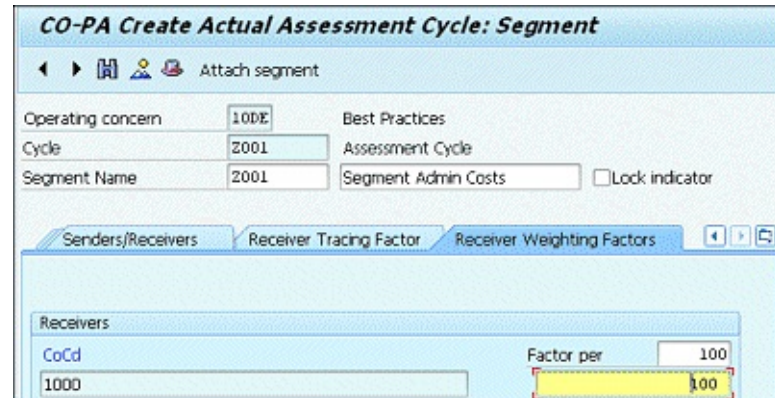 CO-PA Create Actual Assessment Cycle: Segment
Attach segment
Operating concern 10DE Best Practices
Cycle Z001 Assessment Cycle
Segment Name Z001 Segment Admin Costs Lock indicator
Senders/Receivers Receiver Tracing Factor Receiver Weighting Factors
Receivers
CoCd Factor per 100
1000 100